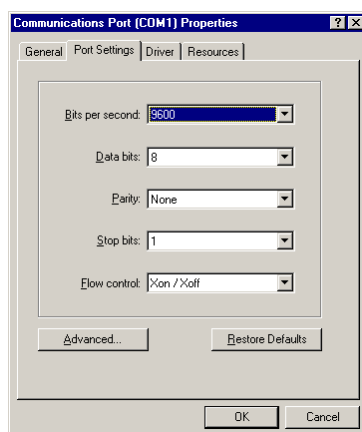 Communications Port (COM1) Properties
General Port Settings Driver Resources
Bits per second: 9600
Data bits: 8
Parity: None
Stop bits: 1
Flow control: Xon / Xoff
Advanced... Restore Defaults
OK Cancel